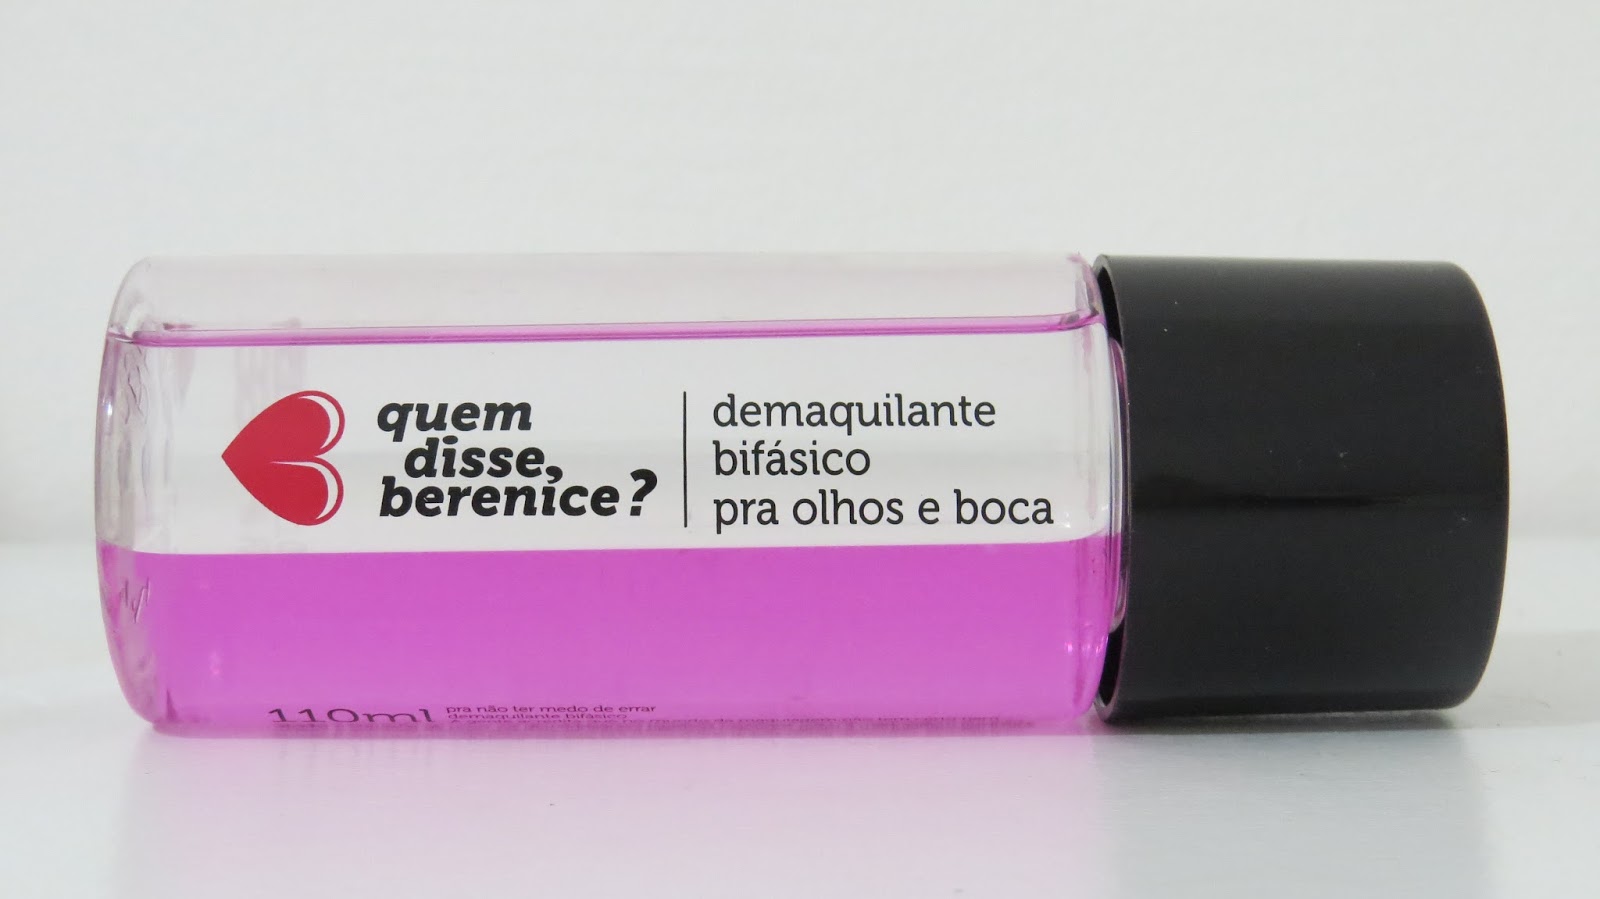 quem
disse,
berenice?
demaquilante
bifásico
pra olhos e boca
110ml
pra não ter medo de errar
demaquilante bifásico